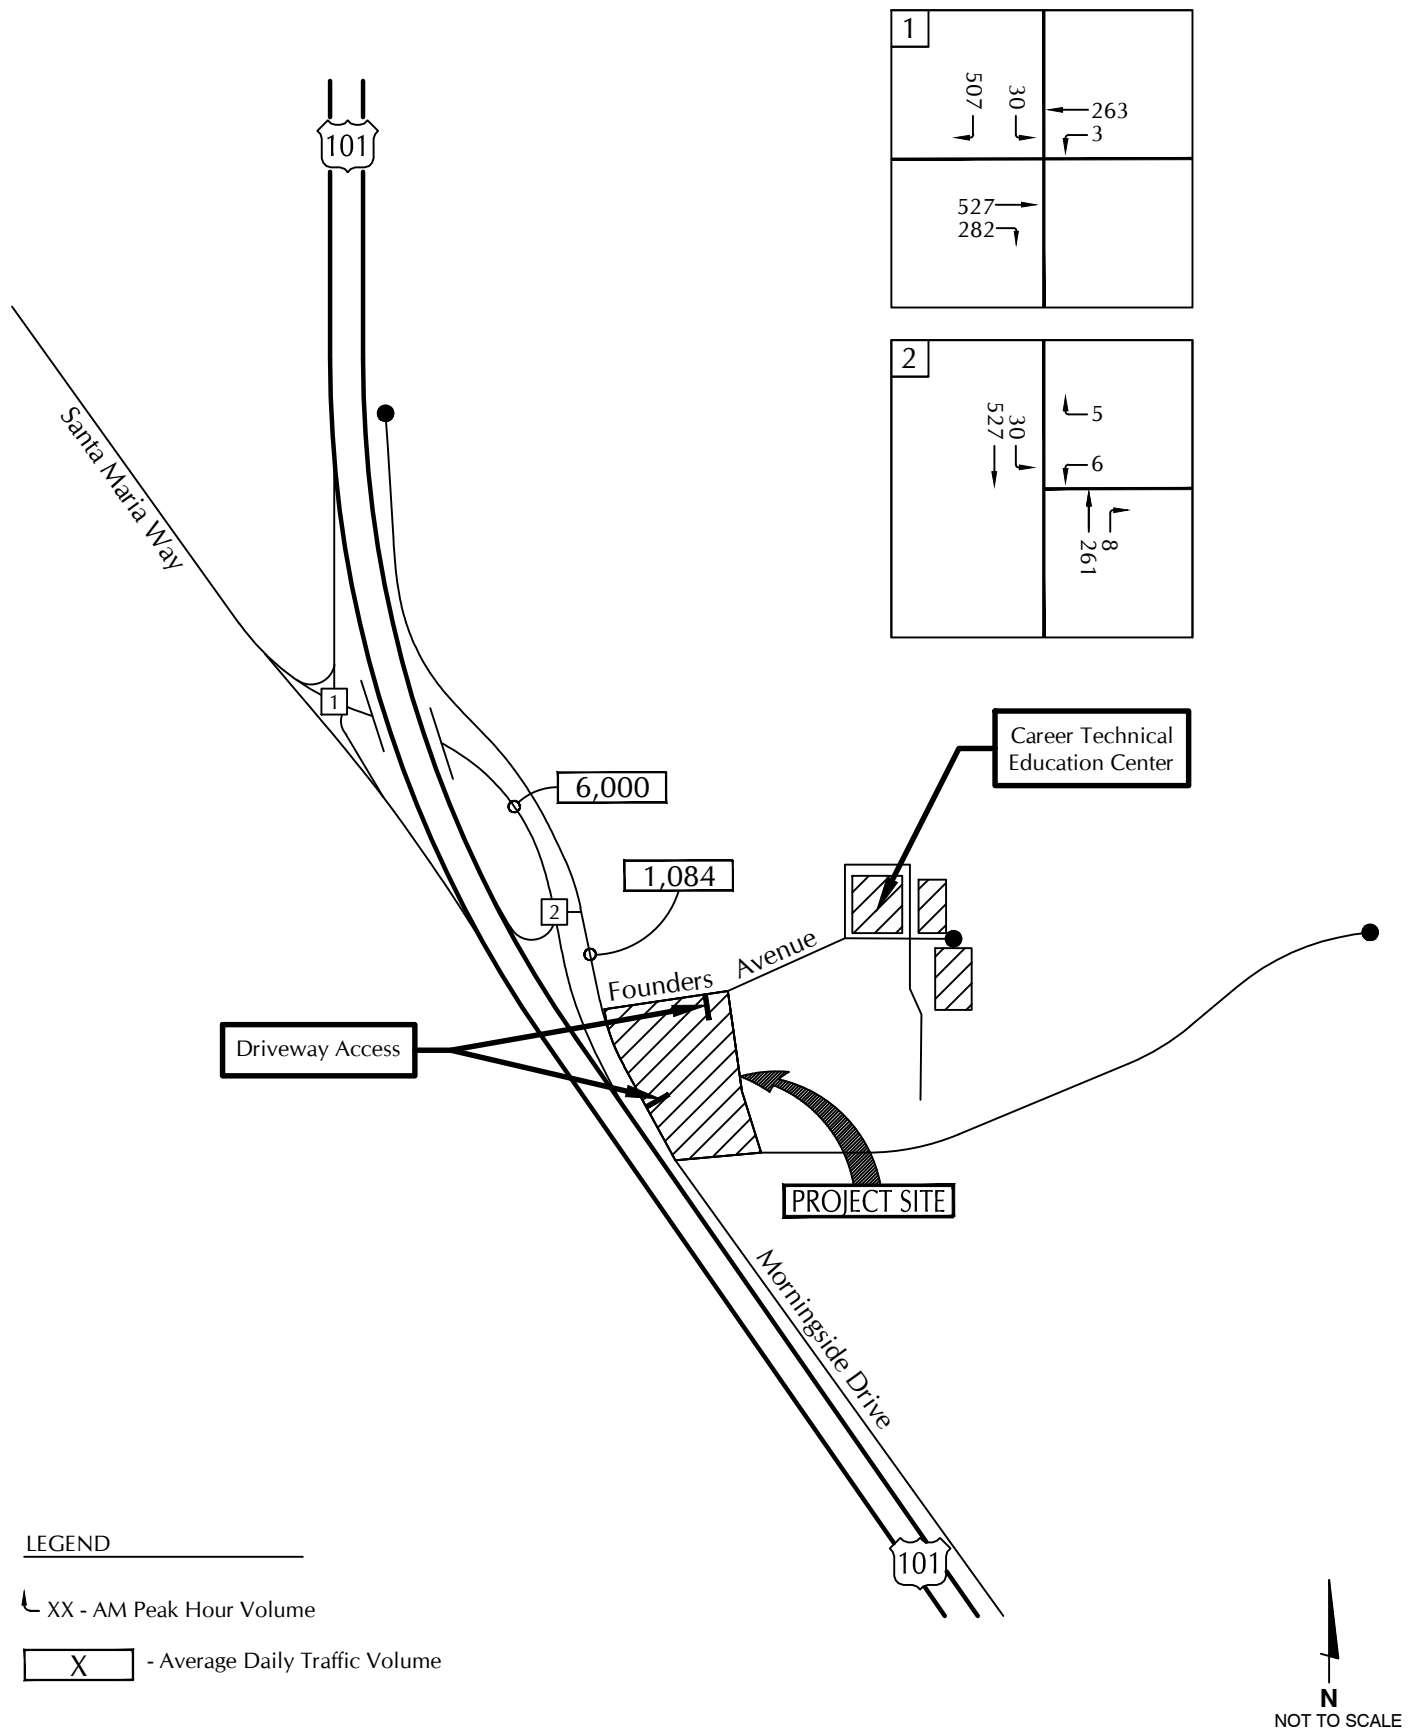 1
507
30
263
3
527
282
101
2
527
30
5
6
8
261
Santa Maria Way
1
Career Technical
Education Center
6,000
1,084
2
Founders Avenue
Driveway Access
PROJECT SITE
Morningside Drive
101
LEGEND
XX - AM Peak Hour Volume
X - Average Daily Traffic Volume
N
NOT TO SCALE